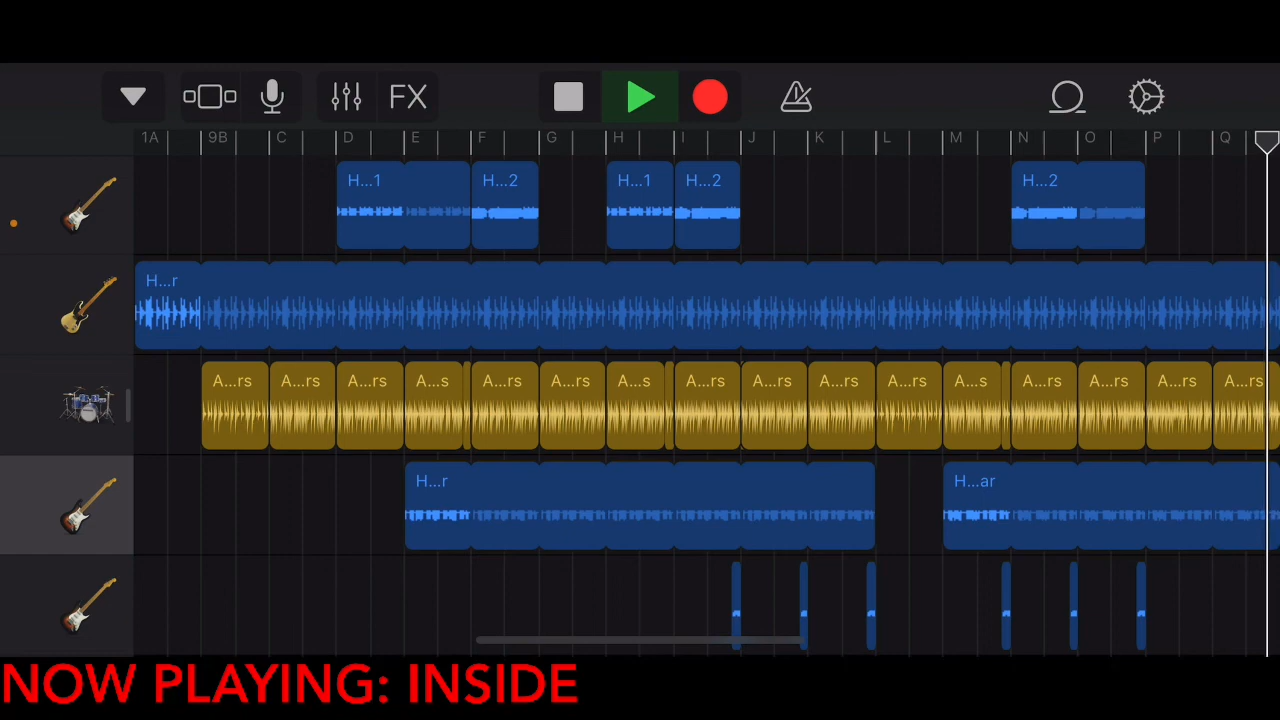 FX
1A 9B C D E F G H I J K L M N O P Q
H...1 H...2 H...1 H...2 H...2
H...r
A...rs A...rs A...rs A...s A...rs A...rs A...s A...rs A...rs A...rs A...rs A...s A...rs A...rs A...rs A...rs
H...r H...ar
NOW PLAYING: INSIDE